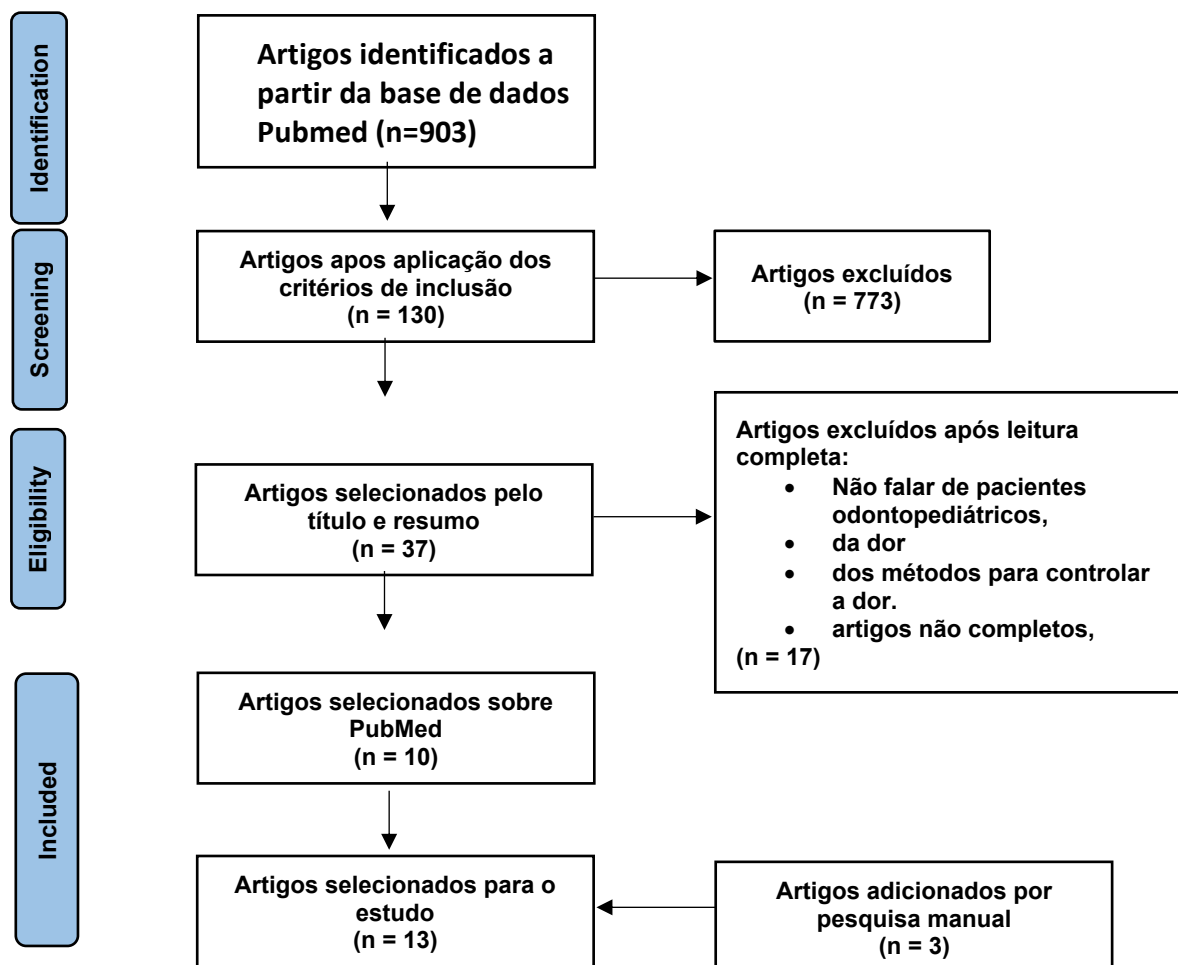 Identification
Artigos identificados a
partir da base de dados
Pubmed (n=903)
Screening
Artigos apos aplicação dos
critérios de inclusão
(n = 130)
Artigos excluídos
(n = 773)
Eligibility
Artigos selecionados pelo
título e resumo
(n = 37)
Artigos excluídos após leitura
completa:
• Não falar de pacientes
odontopediátricos,
• da dor
• dos métodos para controlar
a dor.
• artigos não completos,
(n = 17)
Included
Artigos selecionados sobre
PubMed
(n = 10)
Artigos selecionados para o
estudo
(n = 13)
Artigos adicionados por
pesquisa manual
(n = 3)